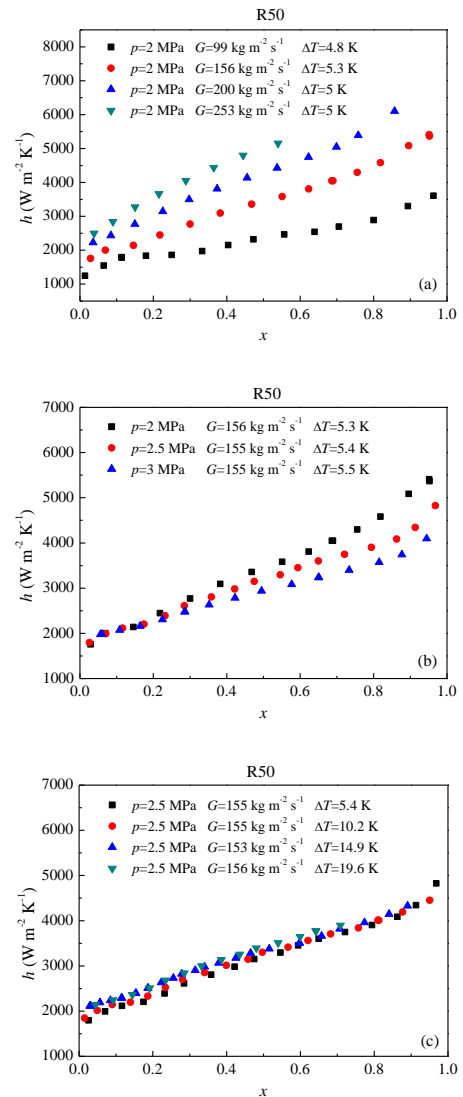 R50
p=2 MPa G=99 kg m⁻² s⁻¹ ΔT=4.8 K
p=2 MPa G=156 kg m⁻² s⁻¹ ΔT=5.3 K
p=2 MPa G=200 kg m⁻² s⁻¹ ΔT=5 K
p=2 MPa G=253 kg m⁻² s⁻¹ ΔT=5 K
8000
7000
6000
5000
4000
3000
2000
1000
h (W m⁻² K⁻¹)
(a)
0.0 0.2 0.4 0.6 0.8 1.0
x
R50
p=2 MPa G=156 kg m⁻² s⁻¹ ΔT=5.3 K
p=2.5 MPa G=155 kg m⁻² s⁻¹ ΔT=5.4 K
p=3 MPa G=155 kg m⁻² s⁻¹ ΔT=5.5 K
7000
6000
5000
4000
3000
2000
1000
h (W m⁻² K⁻¹)
(b)
0.0 0.2 0.4 0.6 0.8 1.0
x
R50
p=2.5 MPa G=155 kg m⁻² s⁻¹ ΔT=5.4 K
p=2.5 MPa G=155 kg m⁻² s⁻¹ ΔT=10.2 K
p=2.5 MPa G=153 kg m⁻² s⁻¹ ΔT=14.9 K
p=2.5 MPa G=156 kg m⁻² s⁻¹ ΔT=19.6 K
7000
6000
5000
4000
3000
2000
1000
h (W m⁻² K⁻¹)
(c)
0.0 0.2 0.4 0.6 0.8 1.0
x